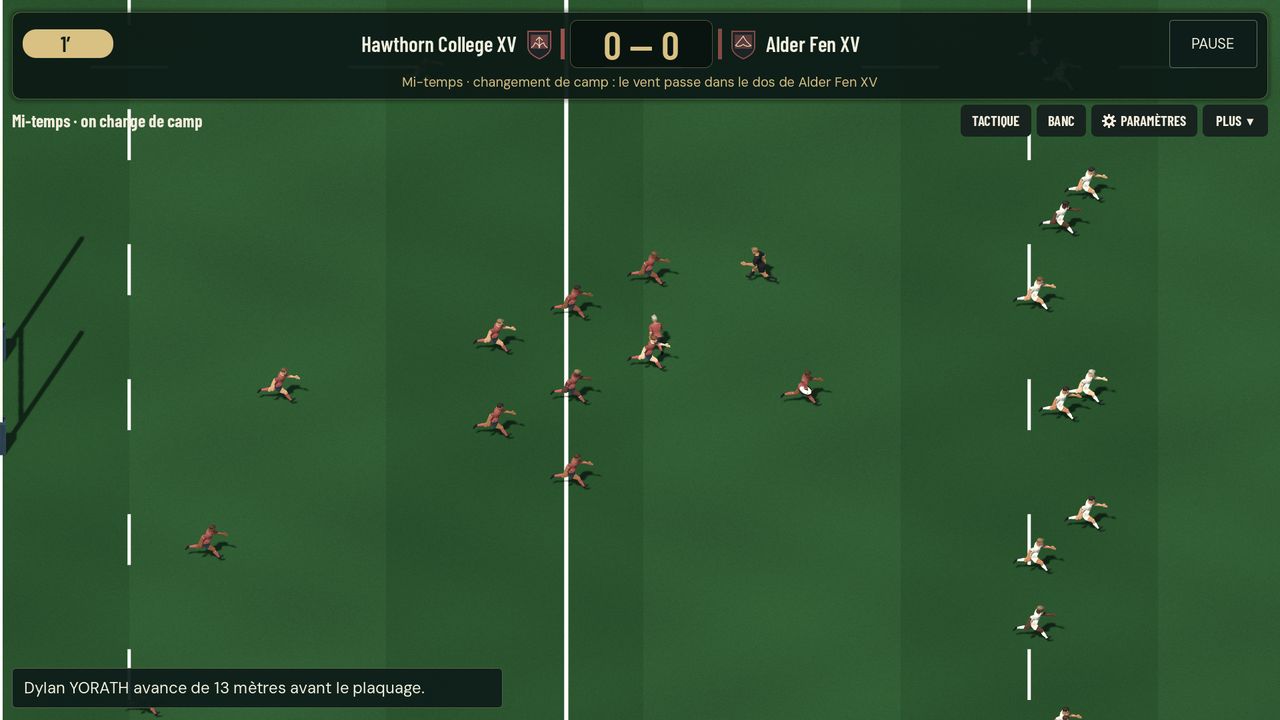 1’
Hawthorn College XV
0 – 0
Alder Fen XV
PAUSE
Mi-temps · changement de camp : le vent passe dans le dos de Alder Fen XV
Mi-temps · on change de camp
TACTIQUE
BANC
PARAMÈTRES
PLUS ▾
Dylan YORATH avance de 13 mètres avant le plaquage.